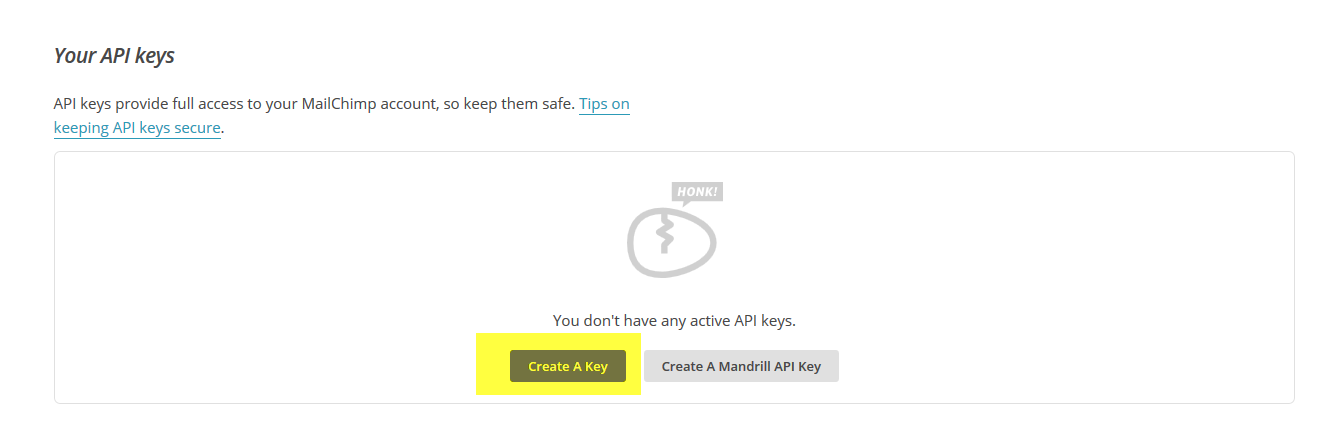 Your API keys
API keys provide full access to your MailChimp account, so keep them safe. Tips on
keeping API keys secure.
HONK!
You don't have any active API keys.
Create A Key
Create A Mandrill API Key